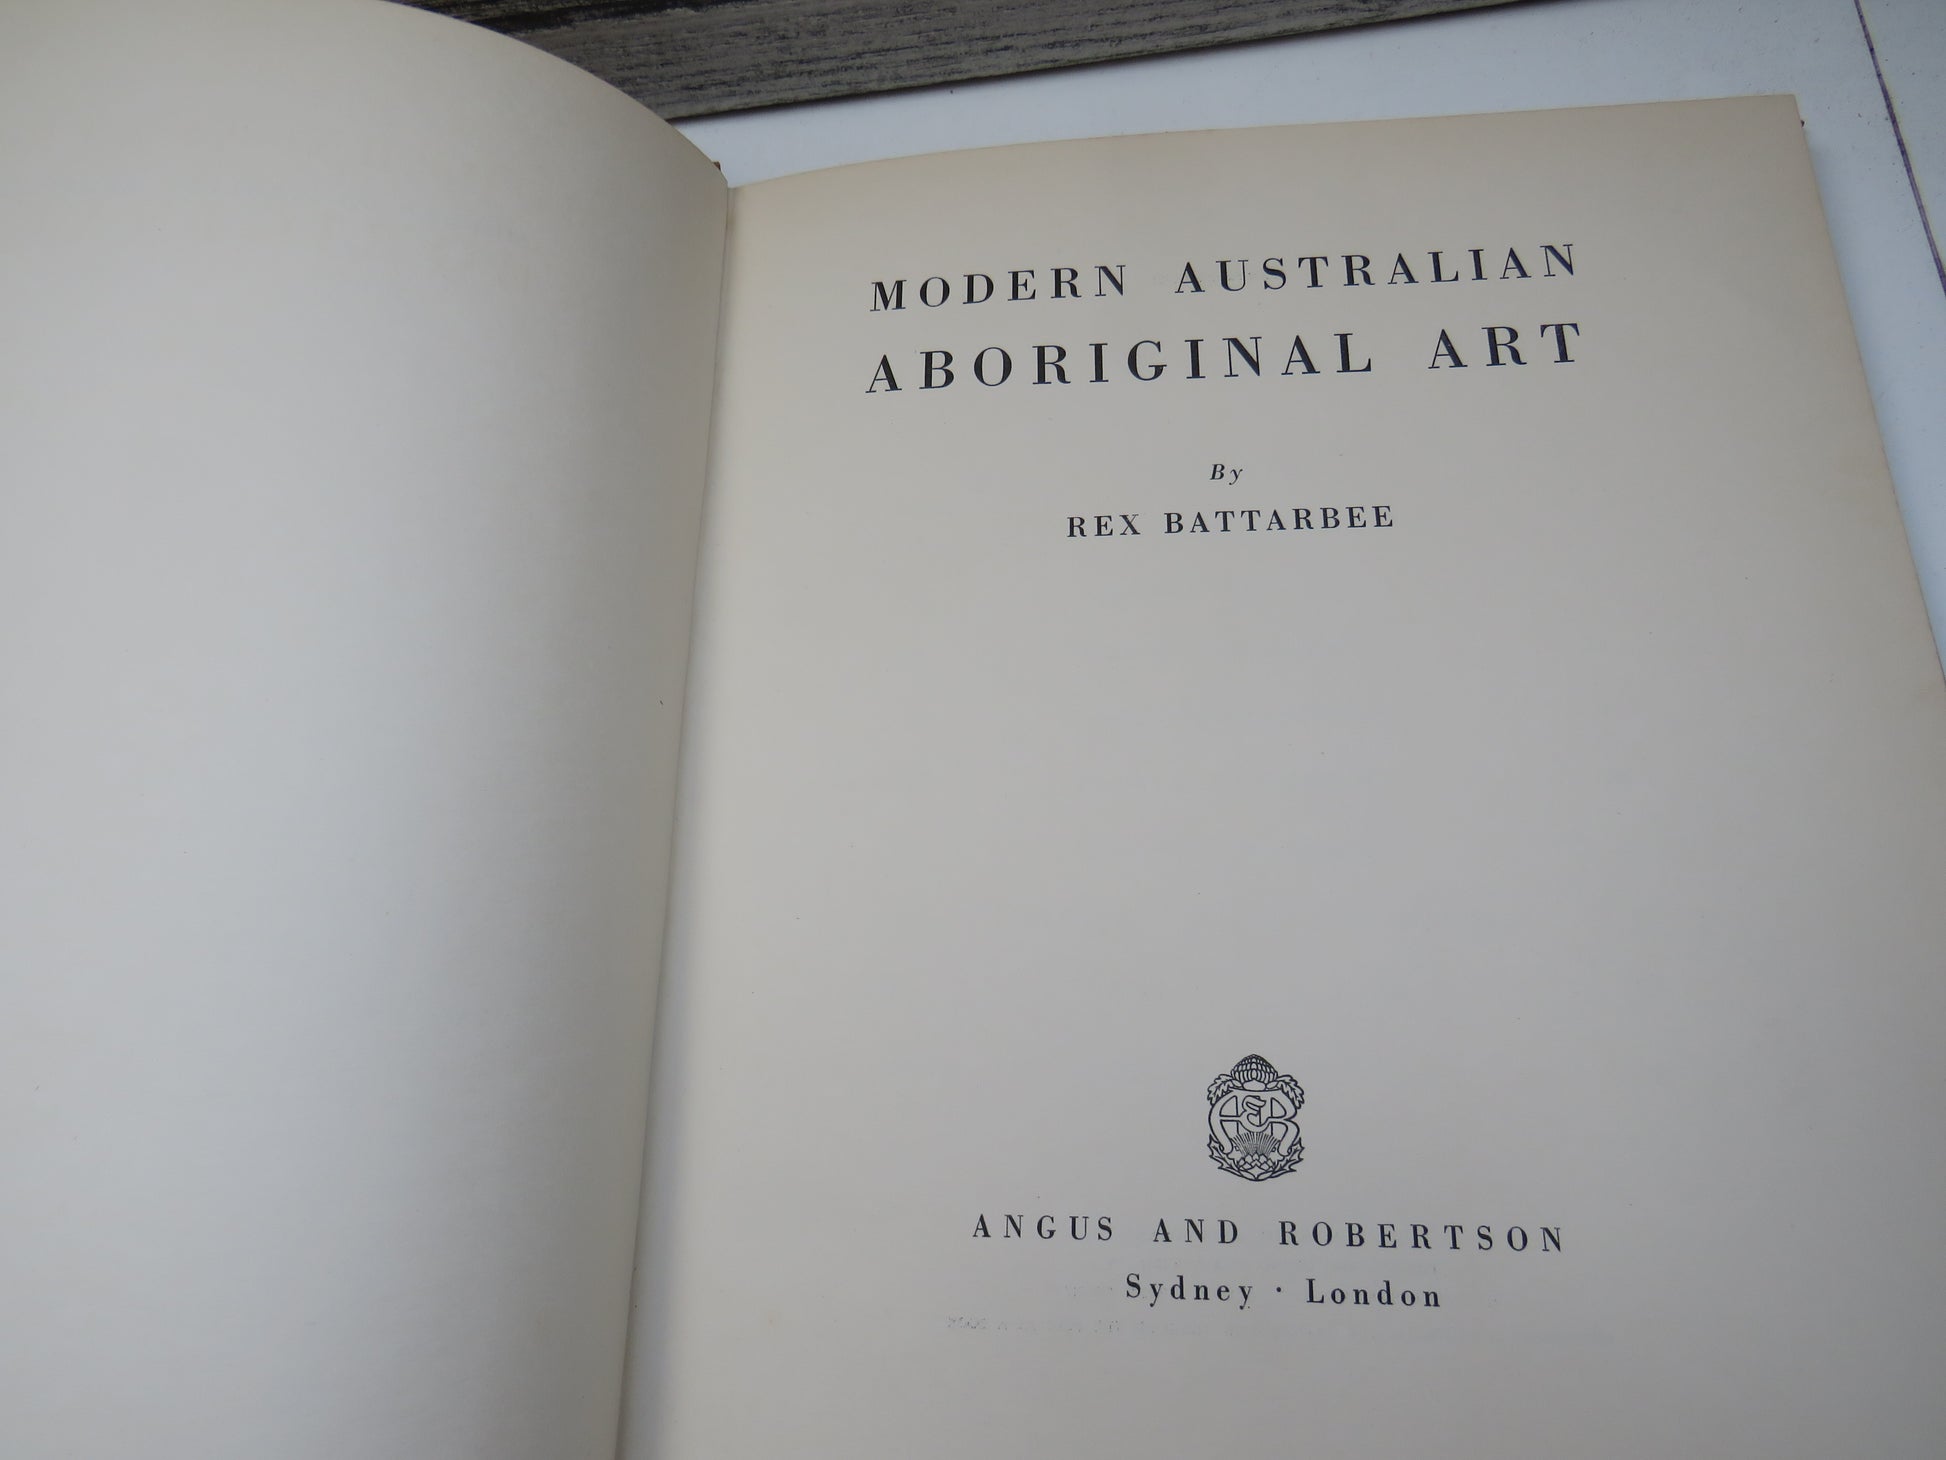 MODERN AUSTRALIAN
ABORIGINAL ART
By
REX BATTARBEE
A&R
ANGUS AND ROBERTSON
Sydney · London